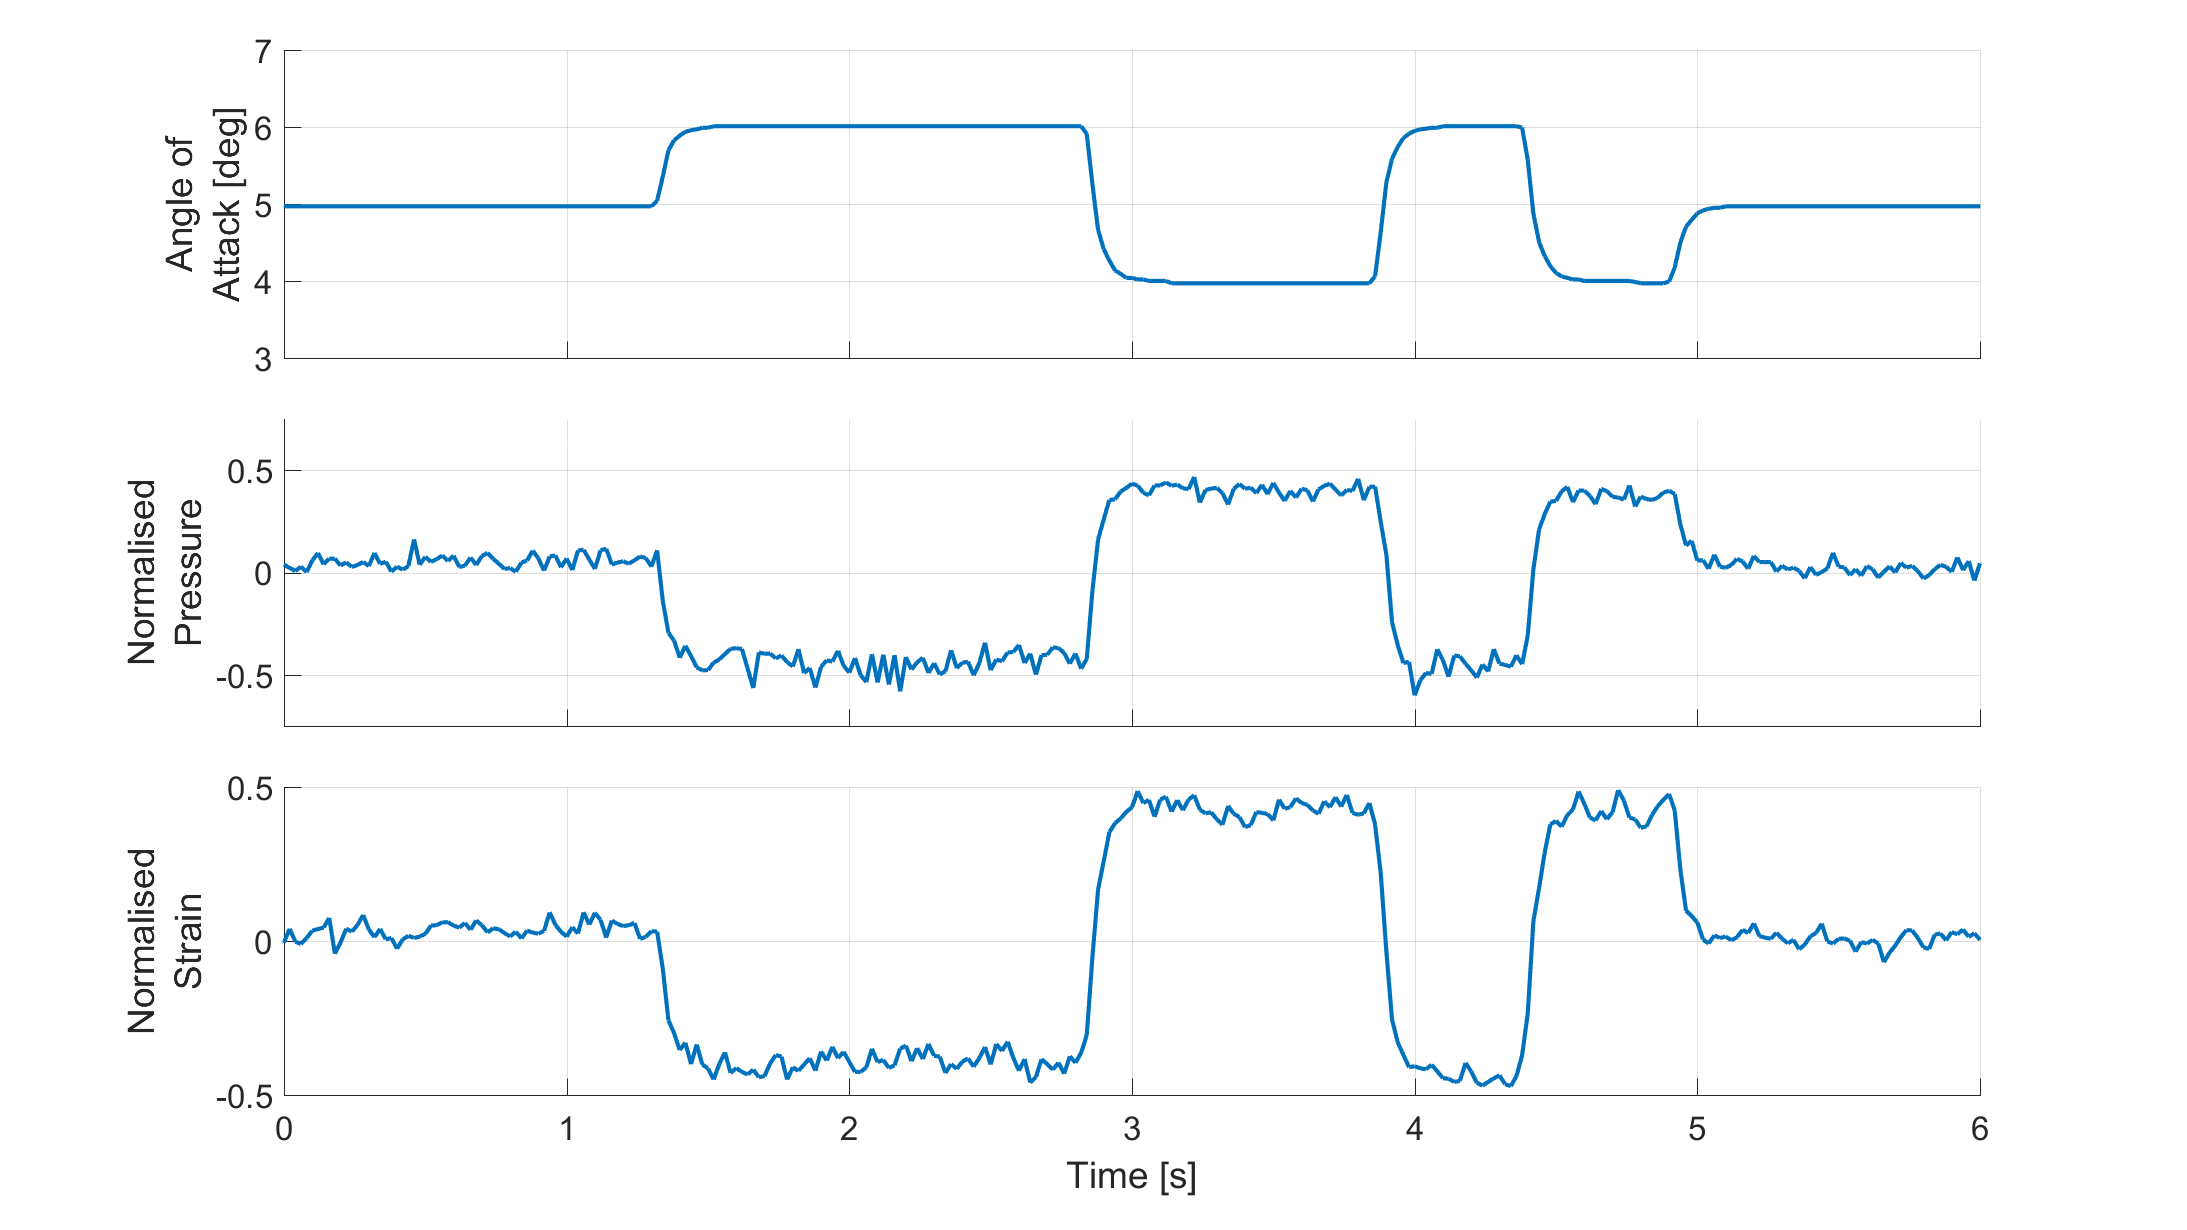 7
6
5
4
3
Angle of
Attack [deg]
0.5
0
-0.5
Normalised
Pressure
0.5
0
-0.5
Normalised
Strain
0 1 2 3 4 5 6
Time [s]